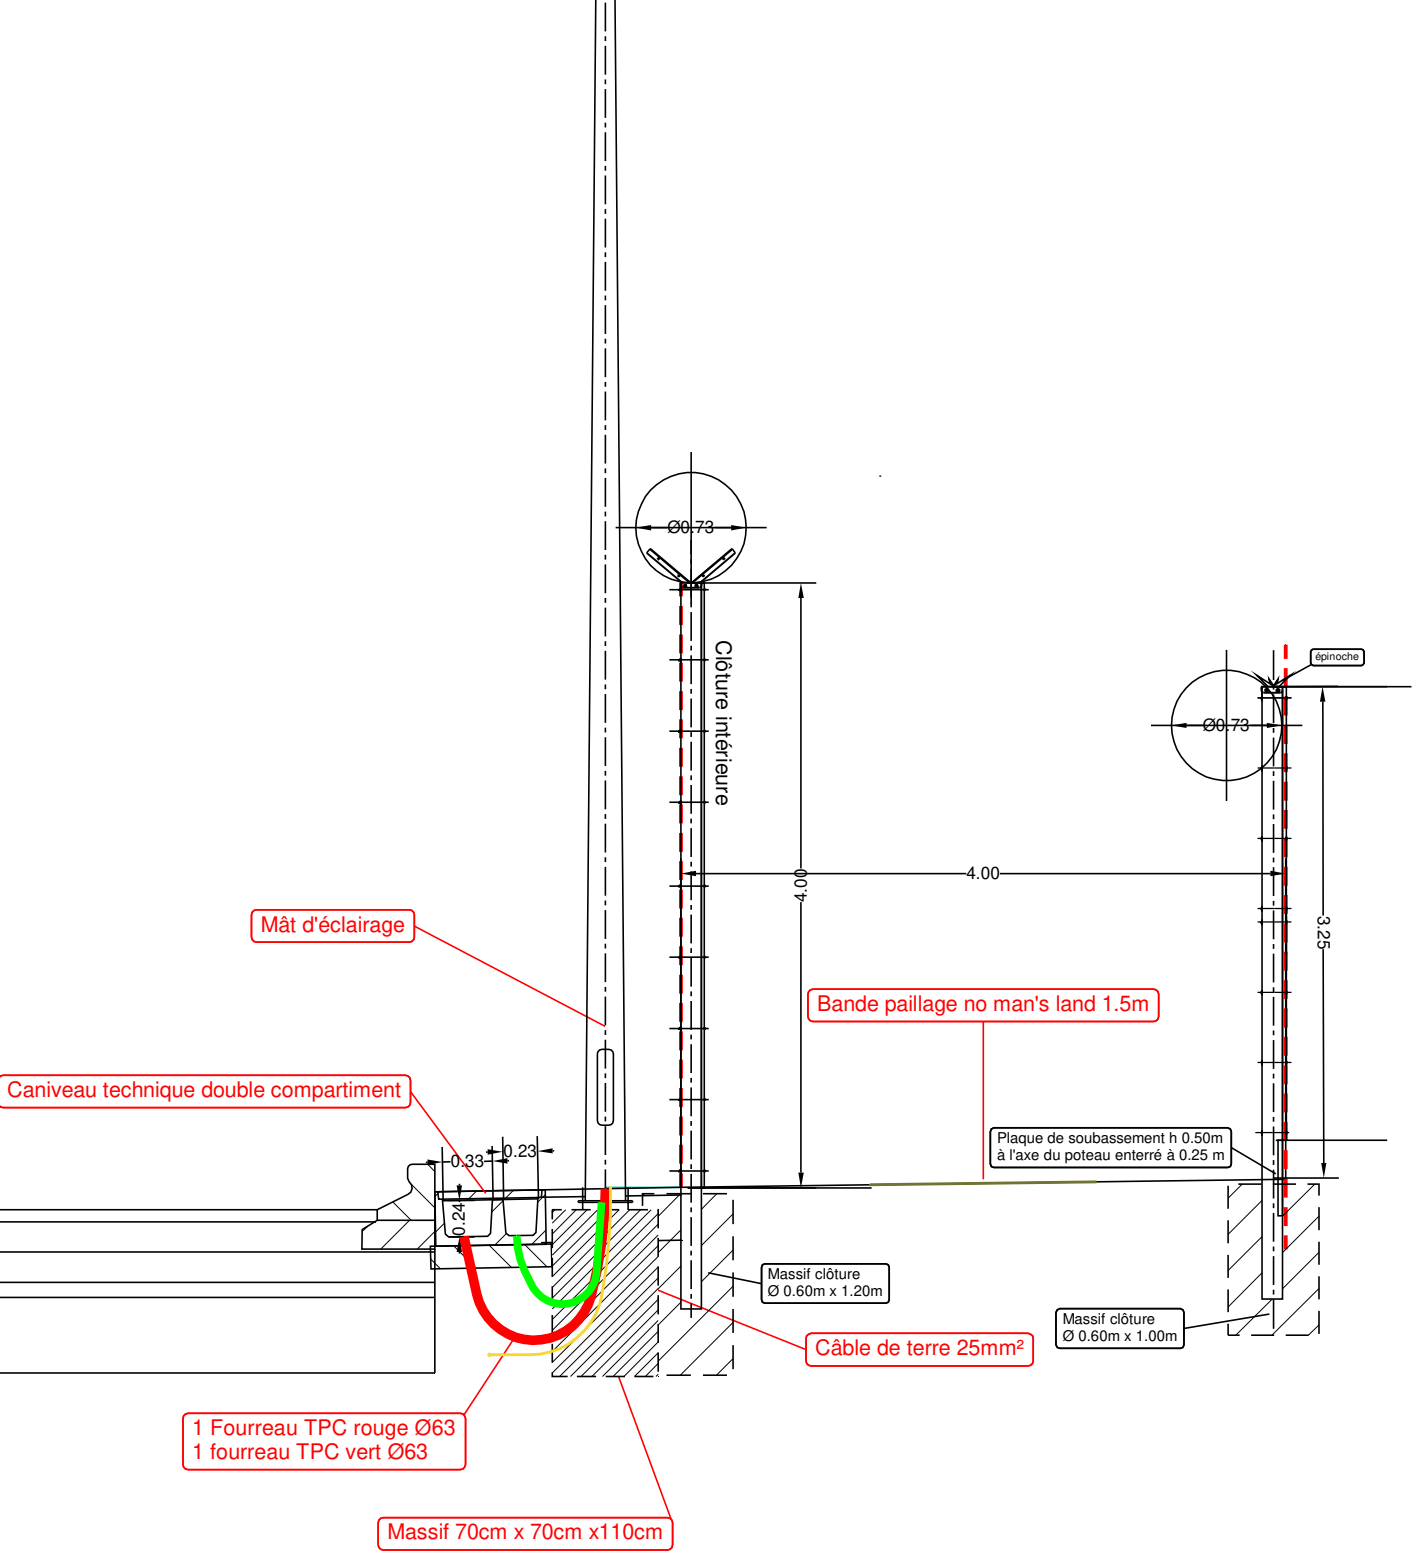 Ø0.73
Clôture intérieure
épinoche
Ø0.73
4.00
4.00
3.25
Mât d'éclairage
Bande paillage no man's land 1.5m
Caniveau technique double compartiment
Plaque de soubassement h 0.50m
à l'axe du poteau enterré à 0.25 m
0.33
0.23
0.24
Massif clôture
Ø 0.60m x 1.20m
Massif clôture
Ø 0.60m x 1.00m
Câble de terre 25mm²
1 Fourreau TPC rouge Ø63
1 fourreau TPC vert Ø63
Massif 70cm x 70cm x110cm